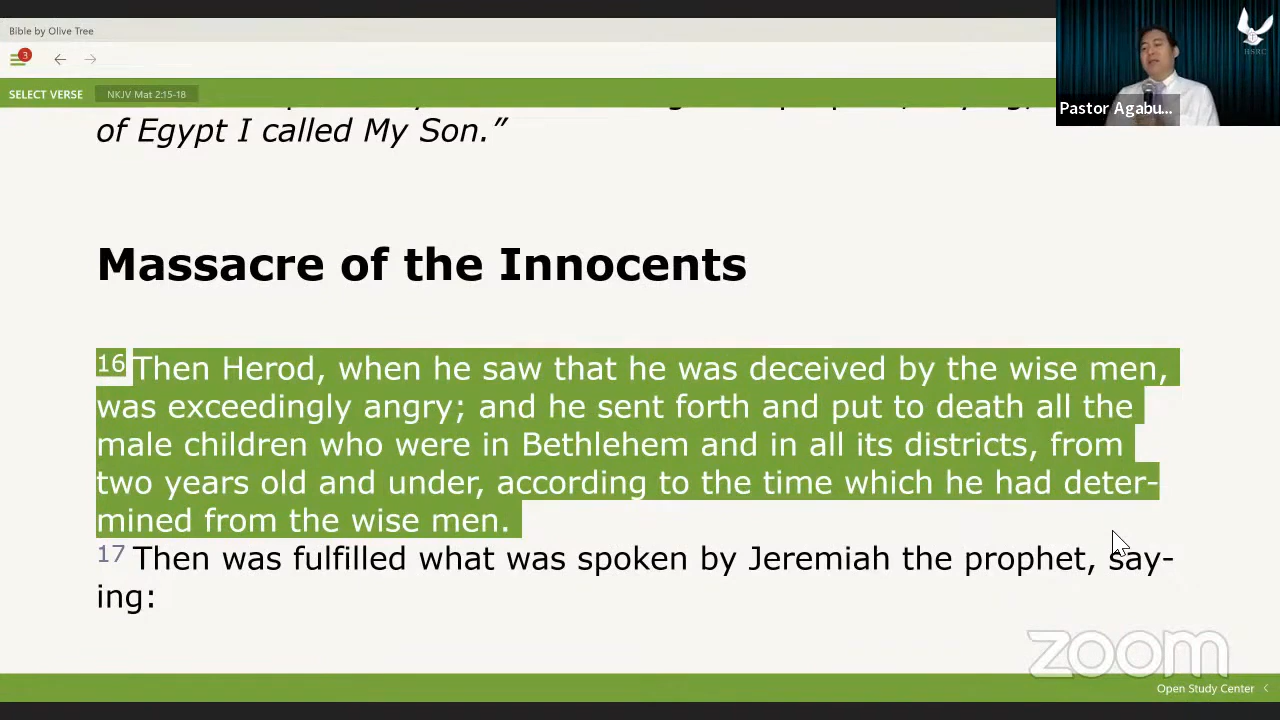 Bible by Olive Tree
3
SELECT VERSE NKJV Mat 2:15-18
HSRC
Pastor Agabu...
of Egypt I called My Son.”
Massacre of the Innocents
16 Then Herod, when he saw that he was deceived by the wise men,
was exceedingly angry; and he sent forth and put to death all the
male children who were in Bethlehem and in all its districts, from
two years old and under, according to the time which he had deter-
mined from the wise men.
17 Then was fulfilled what was spoken by Jeremiah the prophet, say-
ing:
zoom
Open Study Center